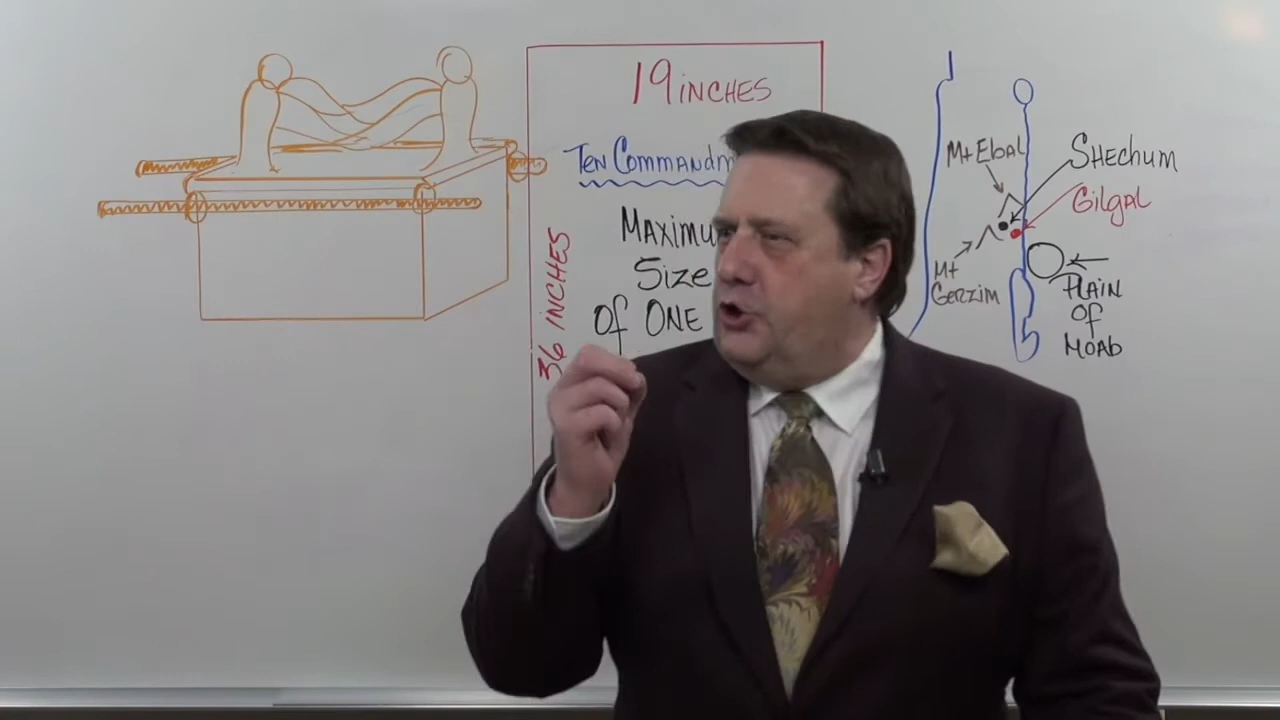 19 INCHES
TEN COMMANDM
MAXIMU
SIZE
OF ONE
36 INCHES
Mt Ebal
SHECHUM
Gilgal
Mt
GERZIM
PLAIN
OF
MOAB